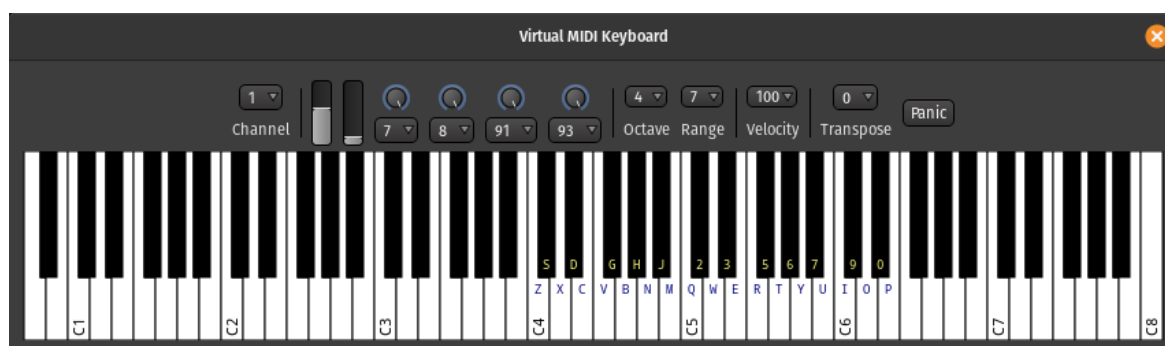 Virtual MIDI Keyboard
1 4 7 100 0 Panic
Channel 7 8 91 93 Octave Range Velocity Transpose
S D G H J 2 3 5 6 7 9 0
Z X C V B N M Q W E R T Y U I O P
C1 C2 C3 C4 C5 C6 C7 C8